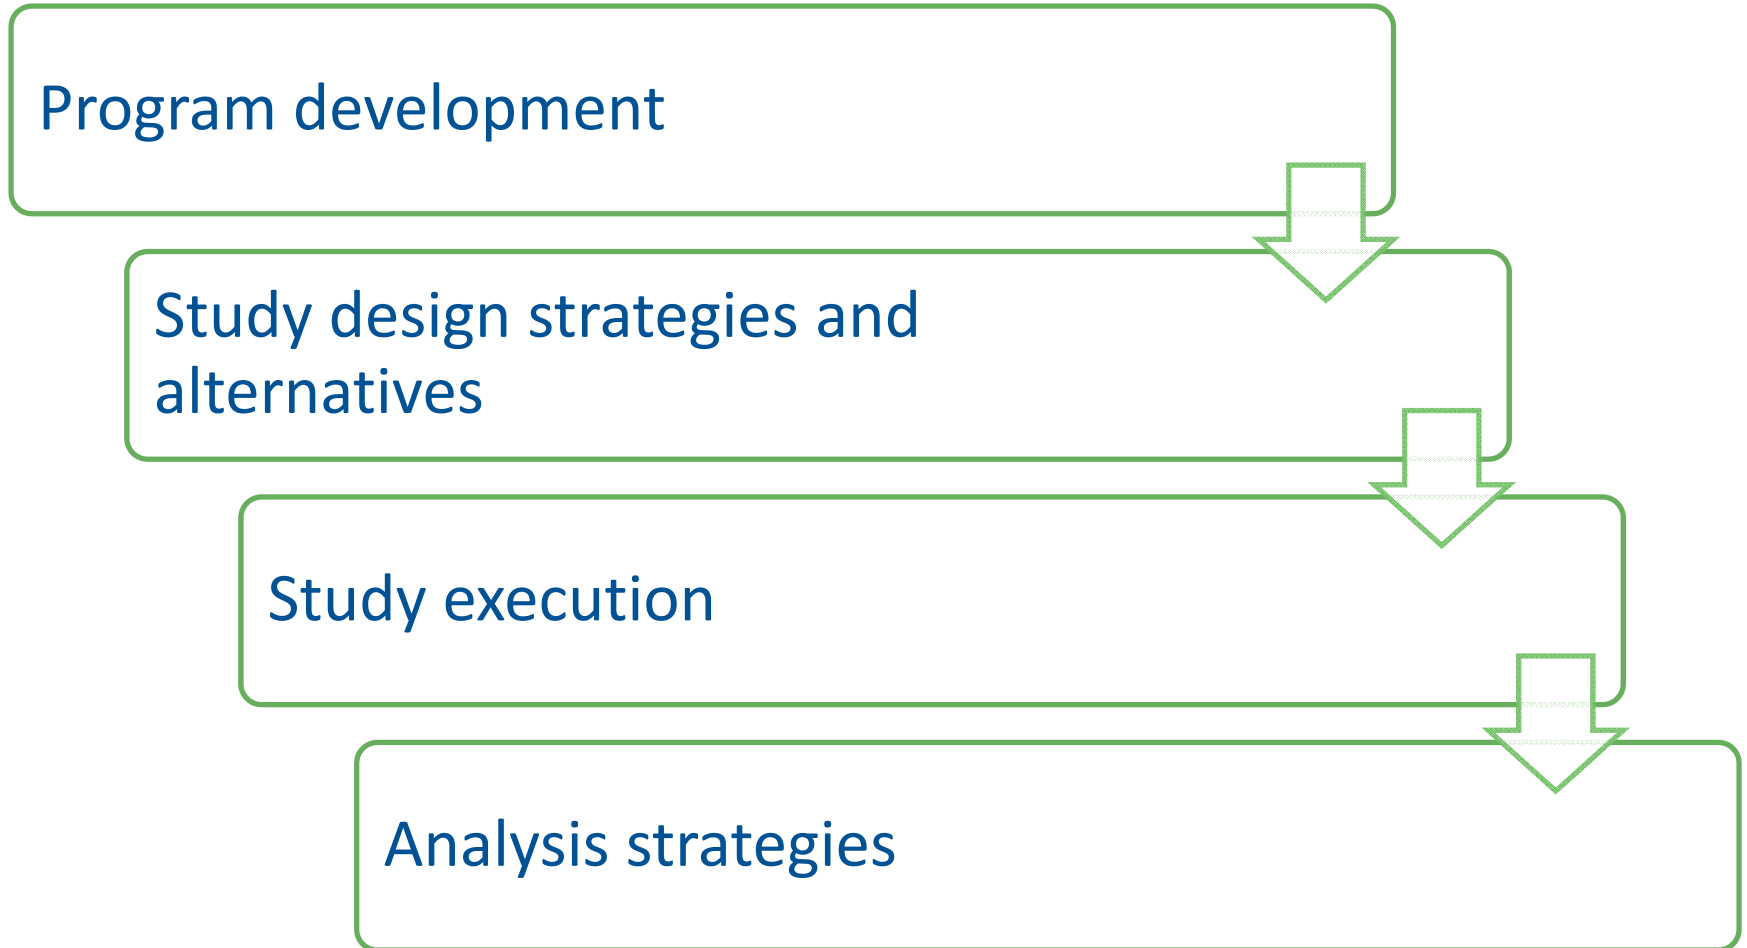 Program development
Study design strategies and
alternatives
Study execution
Analysis strategies